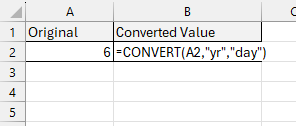 A B C
1 Original Converted Value
2 6 =CONVERT(A2,"yr","day")
3
4
5